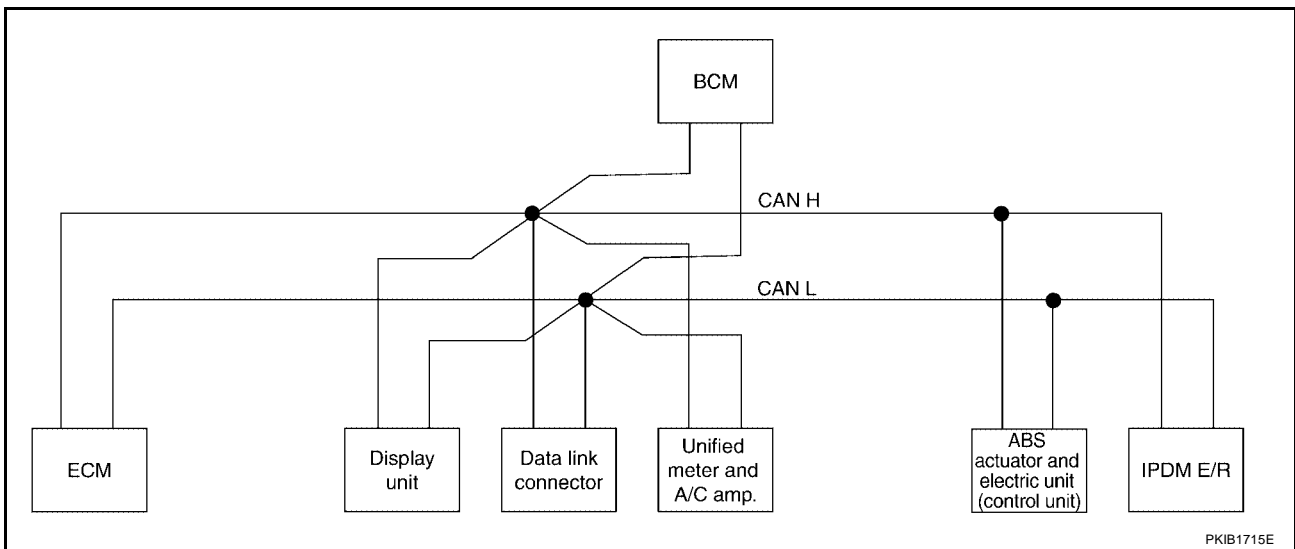 BCM
CAN H
CAN L
ECM
Display
unit
Data link
connector
Unified
meter and
A/C amp.
ABS
actuator and
electric unit
(control unit)
IPDM E/R
PKIB1715E